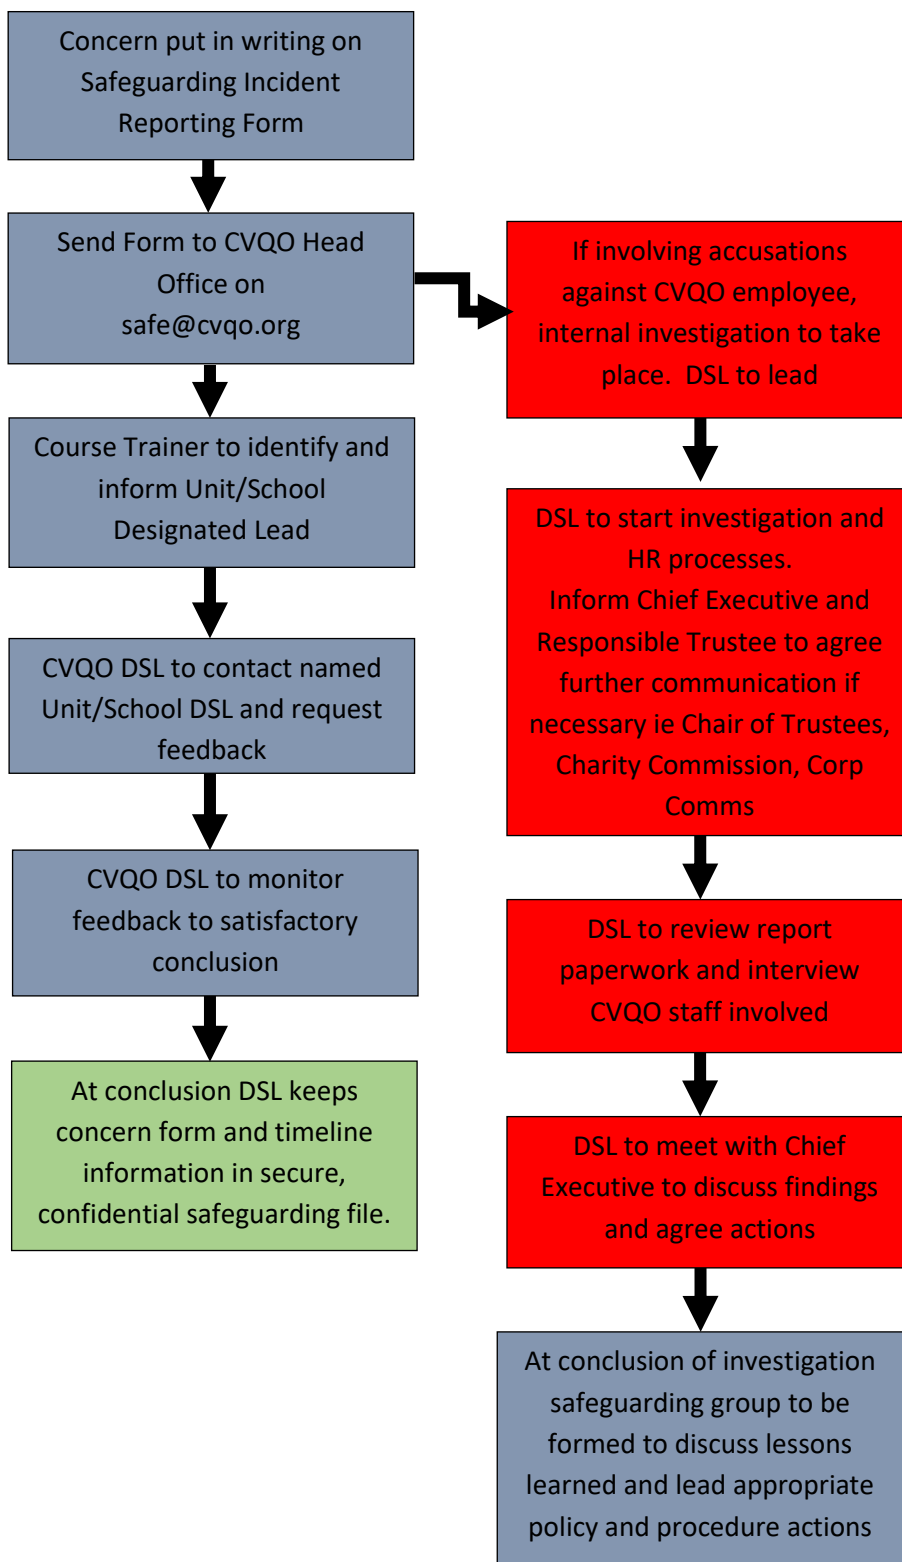 Concern put in writing on
Safeguarding Incident
Reporting Form
Send Form to CVQO Head
Office on
safe@cvqo.org
Course Trainer to identify and
inform Unit/School
Designated Lead
CVQO DSL to contact named
Unit/School DSL and request
feedback
CVQO DSL to monitor
feedback to satisfactory
conclusion
At conclusion DSL keeps
concern form and timeline
information in secure,
confidential safeguarding file.
If involving accusations
against CVQO employee,
internal investigation to take
place.  DSL to lead
DSL to start investigation and
HR processes.
Inform Chief Executive and
Responsible Trustee to agree
further communication if
necessary ie Chair of Trustees,
Charity Commission, Corp
Comms
DSL to review report
paperwork and interview
CVQO staff involved
DSL to meet with Chief
Executive to discuss findings
and agree actions
At conclusion of investigation
safeguarding group to be
formed to discuss lessons
learned and lead appropriate
policy and procedure actions